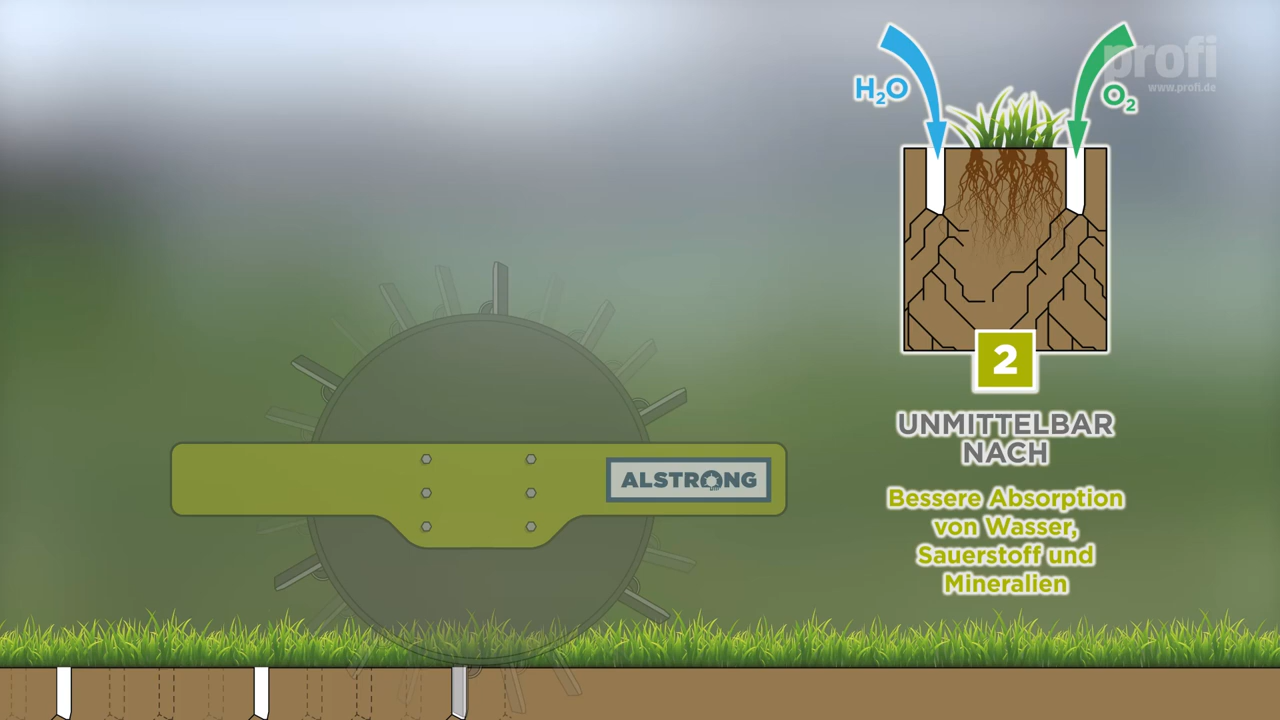 profi
www.profi.de
H2O
O2
2
UNMITTELBAR
NACH
Bessere Absorption
von Wasser,
Sauerstoff und
Mineralien
ALSTRONG